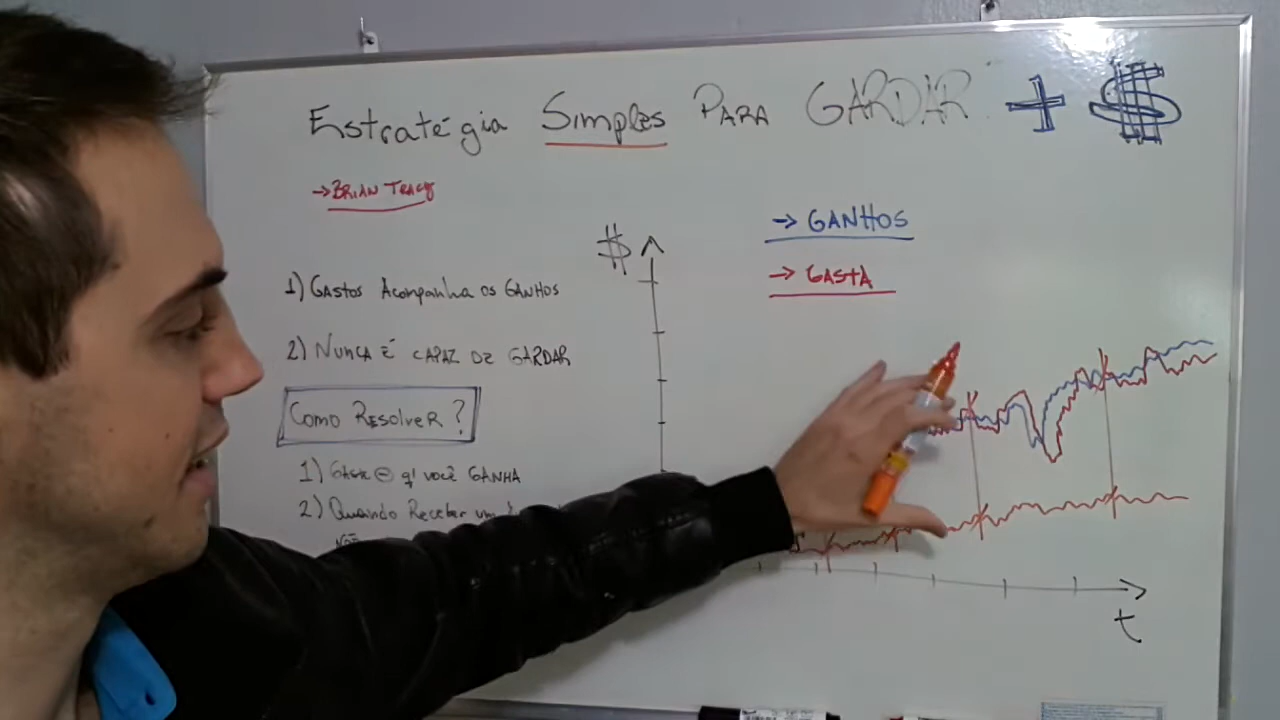 Estratégia Simples PARA GARDAR + $
→ BRIAN TRACY
→ GANHOS
→ GASTA
$
1) GASTOS Acompanha os GANHOS
2) NUNCA É CAPAZ DE GARDAR
Como Resolver?
1) GASTE ⊖ q' você GANHA
2) Quando Receber um
t